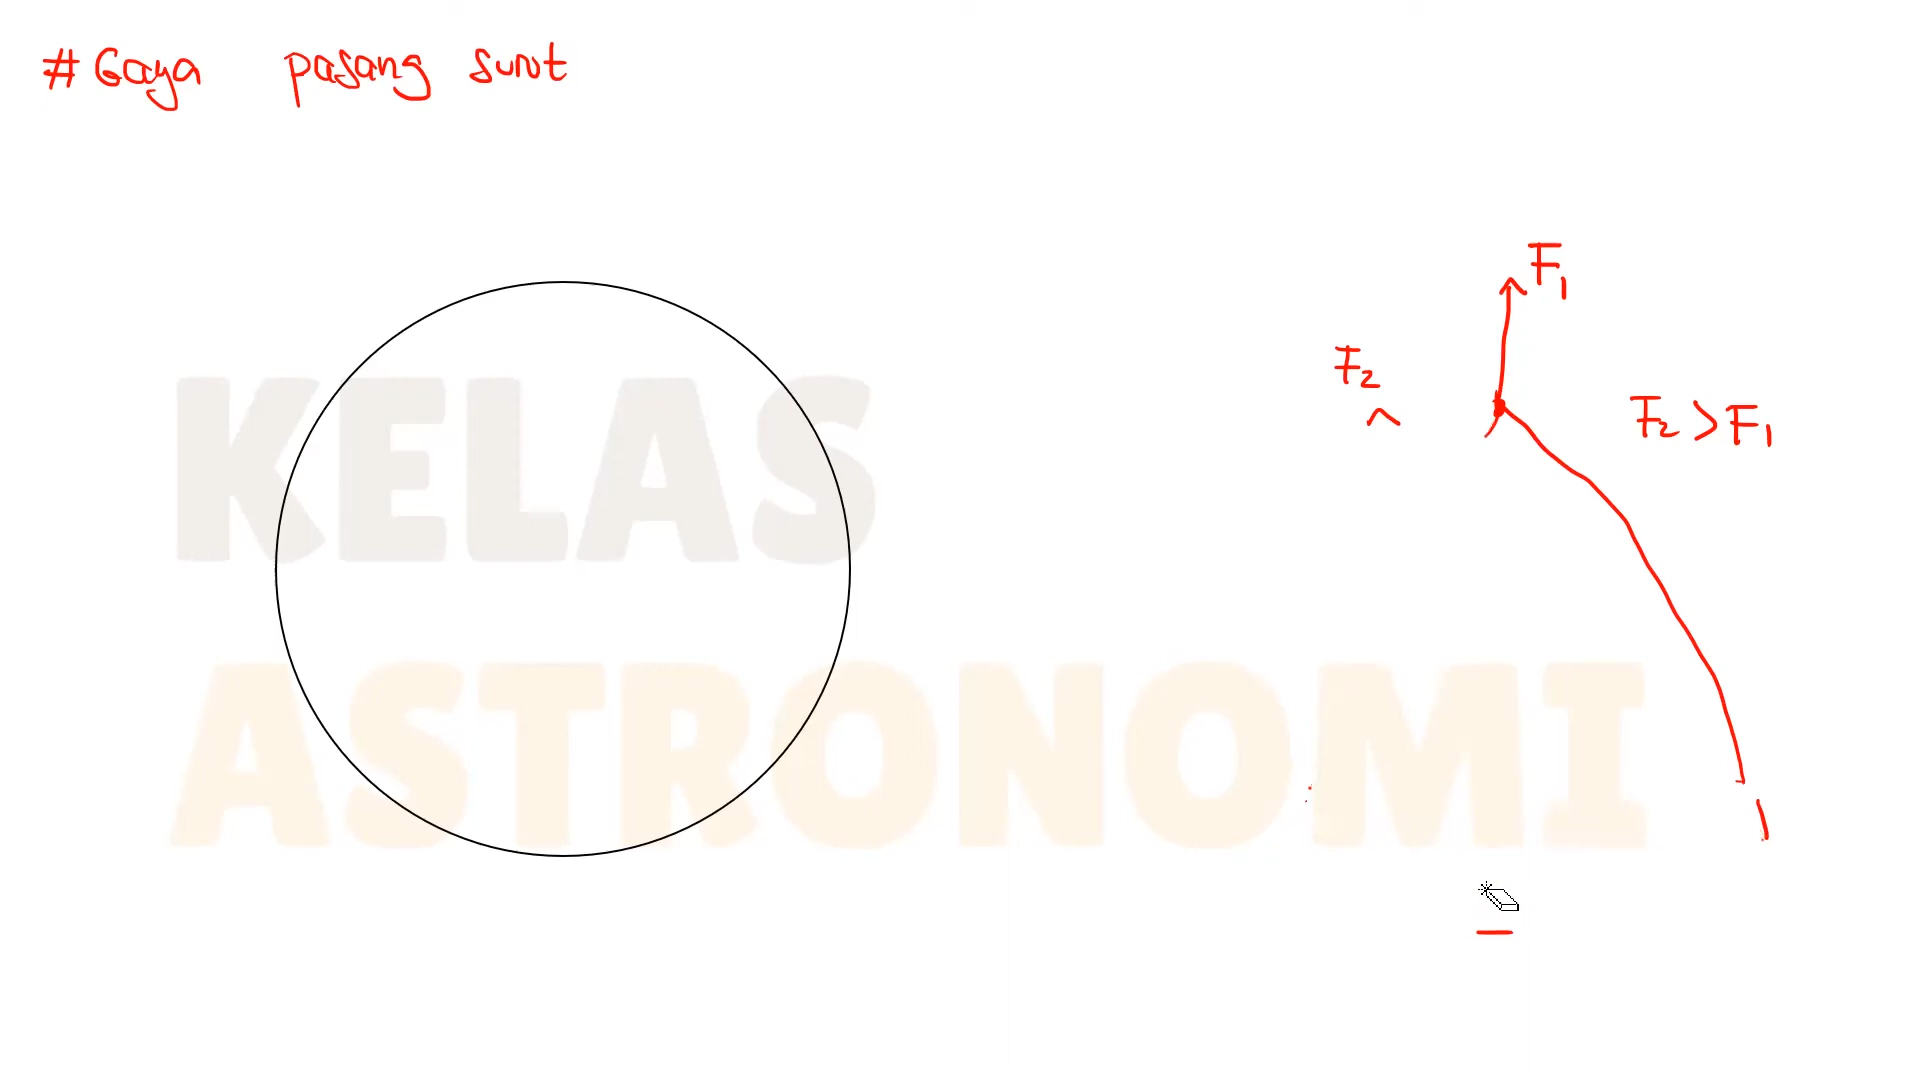 # Gaya pasang surut
F₁
F₂
F₂ > F₁
KELAS
ASTRONOMI